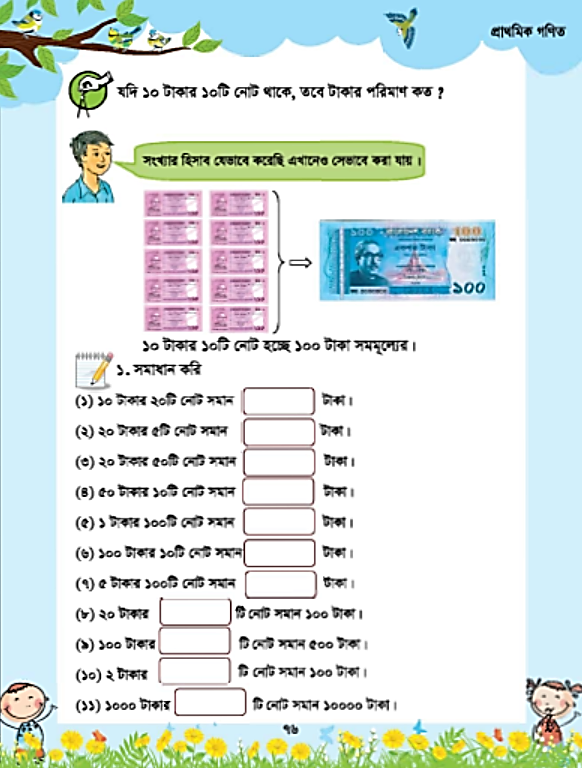 প্রাথমিক গণিত
যদি ১০ টাকার ১০টি নোট থাকে, তবে টাকার পরিমাণ কত ?
সংখ্যার হিসাব যেভাবে করেছি এখানেও সেভাবে করা যায় ।
১০০ 100
একশত টাকা
১০০
১০ টাকার ১০টি নোট হচ্ছে ১০০ টাকা সমমূল্যের ।
১. সমাধান করি
(১) ১০ টাকার ২০টি নোট সমান টাকা ।
(২) ২০ টাকার ৫টি নোট সমান টাকা ।
(৩) ২০ টাকার ৫০টি নোট সমান টাকা ।
(৪) ৫০ টাকার ১০টি নোট সমান টাকা ।
(৫) ১ টাকার ১০০টি নোট সমান টাকা ।
(৬) ১০০ টাকার ১০টি নোট সমান টাকা ।
(৭) ৫ টাকার ১০০টি নোট সমান টাকা ।
(৮) ২০ টাকার টি নোট সমান ১০০ টাকা ।
(৯) ১০০ টাকার টি নোট সমান ৫০০ টাকা ।
(১০) ২ টাকার টি নোট সমান ১০০ টাকা ।
(১১) ১০০০ টাকার টি নোট সমান ১০০০০ টাকা ।
৭৬